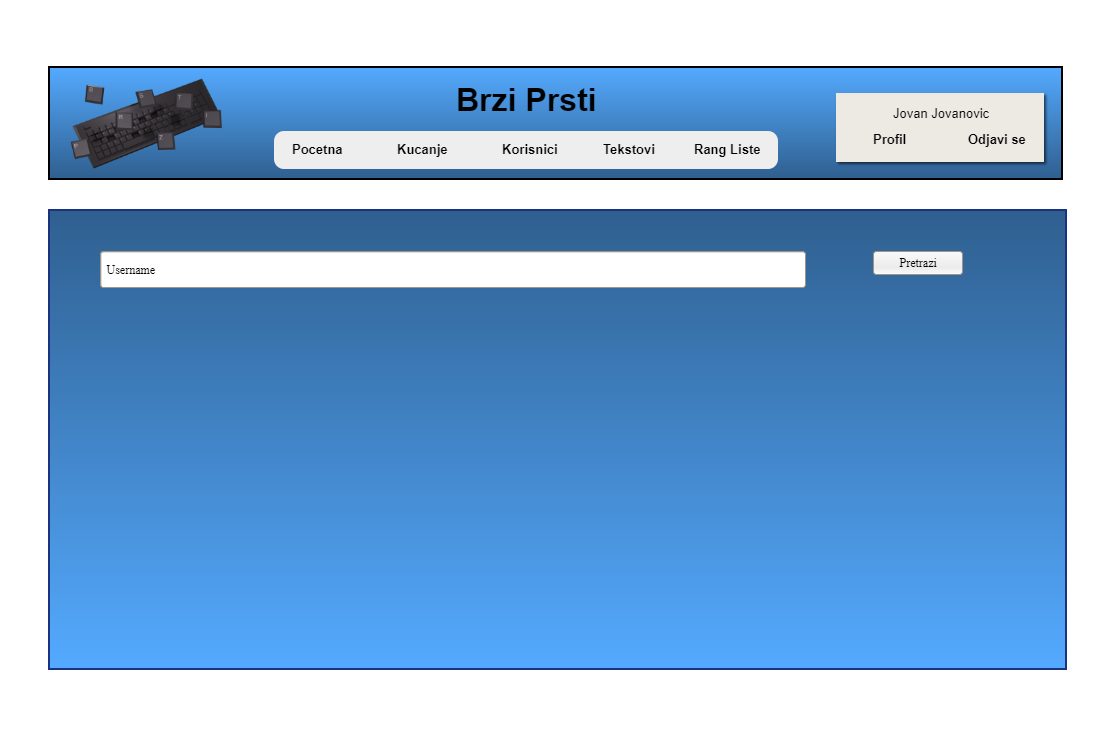 Brzi Prsti
Pocetna Kucanje Korisnici Tekstovi Rang Liste
Jovan Jovanovic
Profil Odjavi se
Username Pretrazi